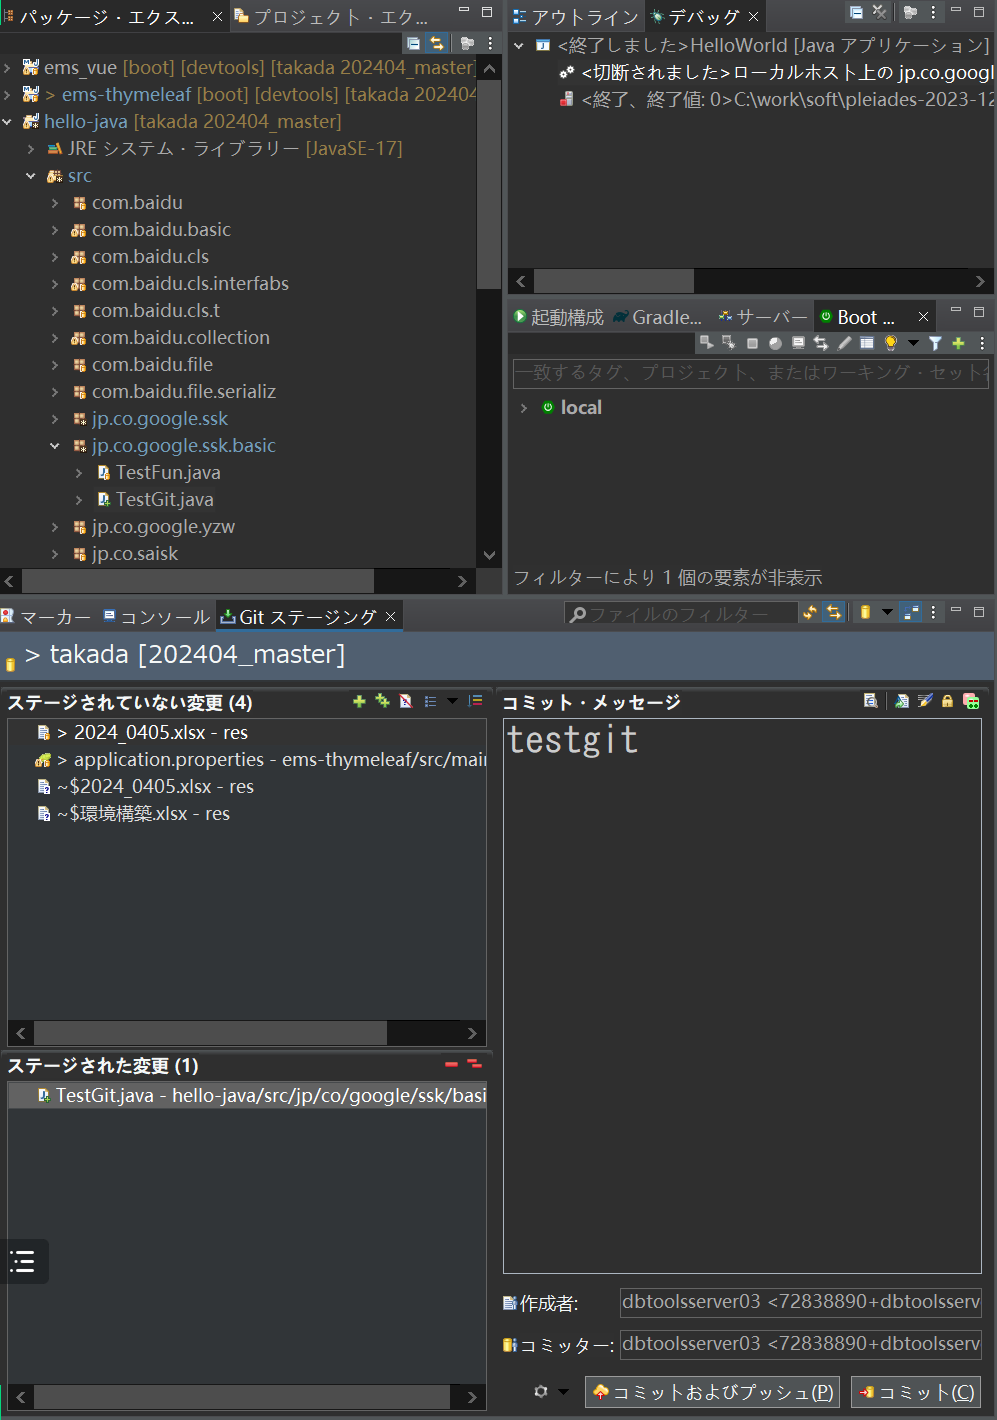 パッケージ・エクス...
プロジェクト・エク...
ems_vue [boot] [devtools] [takada 202404_master]
> ems-thymeleaf [boot] [devtools] [takada 202404
hello-java [takada 202404_master]
JRE システム・ライブラリー [JavaSE-17]
src
com.baidu
com.baidu.basic
com.baidu.cls
com.baidu.cls.interfabs
com.baidu.cls.t
com.baidu.collection
com.baidu.file
com.baidu.file.serializ
jp.co.google.ssk
jp.co.google.ssk.basic
TestFun.java
TestGit.java
jp.co.google.yzw
jp.co.saisk
アウトライン
デバッグ
<終了しました>HelloWorld [Java アプリケーション]
<切断されました>ローカルホスト上の jp.co.googl
<終了、終了値: 0>C:\work\soft\pleiades-2023-12
起動構成
Gradle...
サーバー
Boot ...
一致するタグ、プロジェクト、またはワーキング・セット名
local
フィルターにより 1 個の要素が非表示
マーカー
コンソール
Git ステージング
ファイルのフィルター
> takada [202404_master]
ステージされていない変更 (4)
> 2024_0405.xlsx - res
> application.properties - ems-thymeleaf/src/mai
~$2024_0405.xlsx - res
~$環境構築.xlsx - res
ステージされた変更 (1)
TestGit.java - hello-java/src/jp/co/google/ssk/basi
コミット・メッセージ
testgit
作成者:
dbtoolsserver03 <72838890+dbtoolsserv
コミッター:
dbtoolsserver03 <72838890+dbtoolsserv
コミットおよびプッシュ(P)
コミット(C)